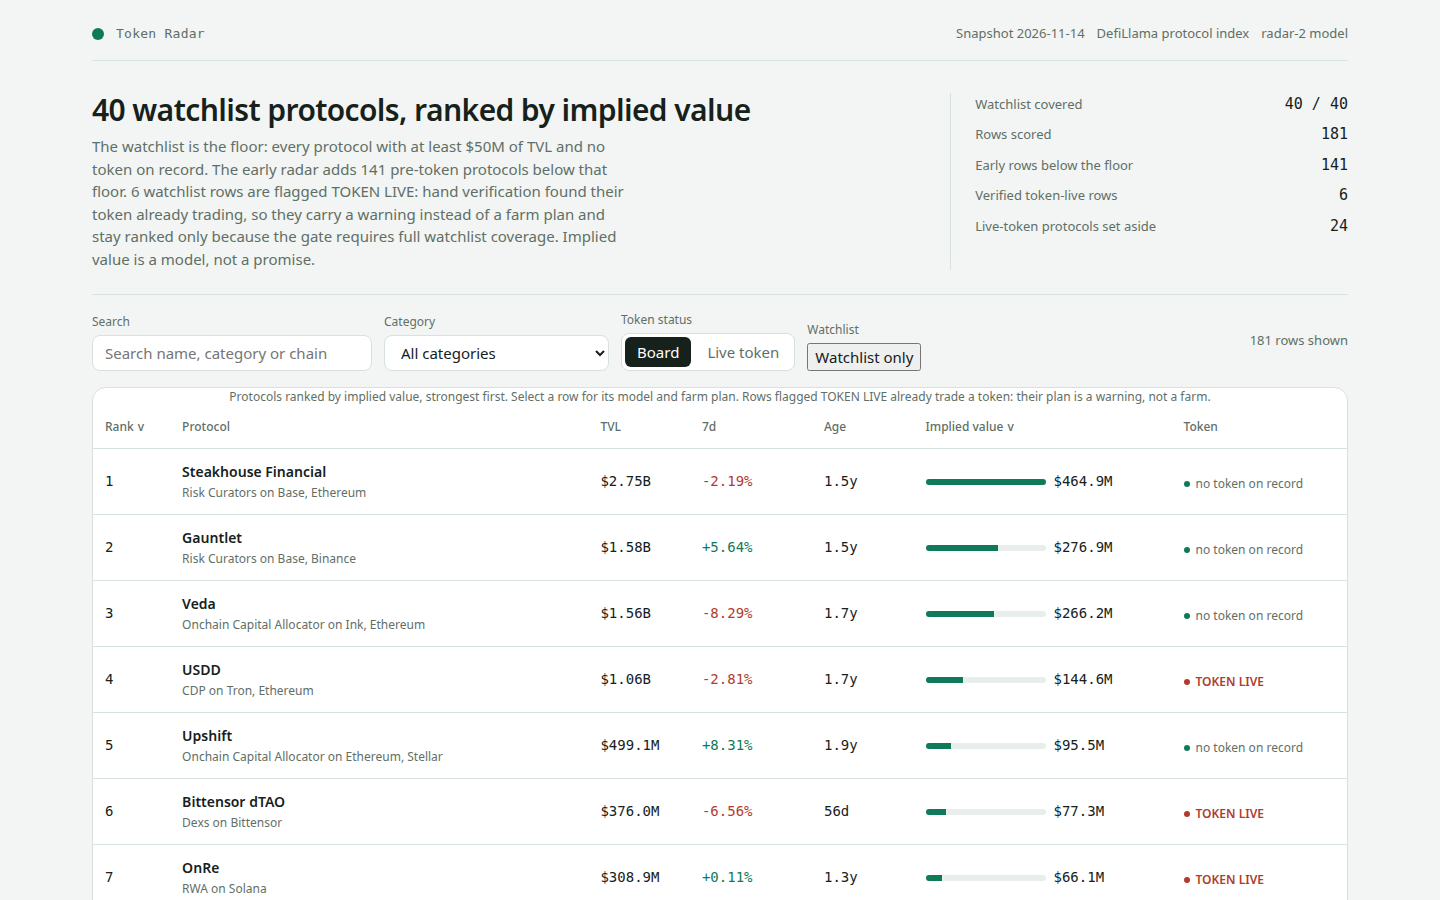 Token Radar
Snapshot 2026-11-14 DefiLlama protocol index radar-2 model
40 watchlist protocols, ranked by implied value
The watchlist is the floor: every protocol with at least $50M of TVL and no
token on record. The early radar adds 141 pre-token protocols below that
floor. 6 watchlist rows are flagged TOKEN LIVE: hand verification found their
token already trading, so they carry a warning instead of a farm plan and
stay ranked only because the gate requires full watchlist coverage. Implied
value is a model, not a promise.
Watchlist covered 40 / 40
Rows scored 181
Early rows below the floor 141
Verified token-live rows 6
Live-token protocols set aside 24
Search Category Token status Watchlist
Search name, category or chain All categories Board Live token Watchlist only 181 rows shown
Protocols ranked by implied value, strongest first. Select a row for its model and farm plan. Rows flagged TOKEN LIVE already trade a token: their plan is a warning, not a farm.
Rank v Protocol TVL 7d Age Implied value v Token
1 Steakhouse Financial $2.75B -2.19% 1.5y $464.9M no token on record
Risk Curators on Base, Ethereum
2 Gauntlet $1.58B +5.64% 1.5y $276.9M no token on record
Risk Curators on Base, Binance
3 Veda $1.56B -8.29% 1.7y $266.2M no token on record
Onchain Capital Allocator on Ink, Ethereum
4 USDD $1.06B -2.81% 1.7y $144.6M TOKEN LIVE
CDP on Tron, Ethereum
5 Upshift $499.1M +8.31% 1.9y $95.5M no token on record
Onchain Capital Allocator on Ethereum, Stellar
6 Bittensor dTAO $376.0M -6.56% 56d $77.3M TOKEN LIVE
Dexs on Bittensor
7 OnRe $308.9M +0.11% 1.3y $66.1M TOKEN LIVE
RWA on Solana